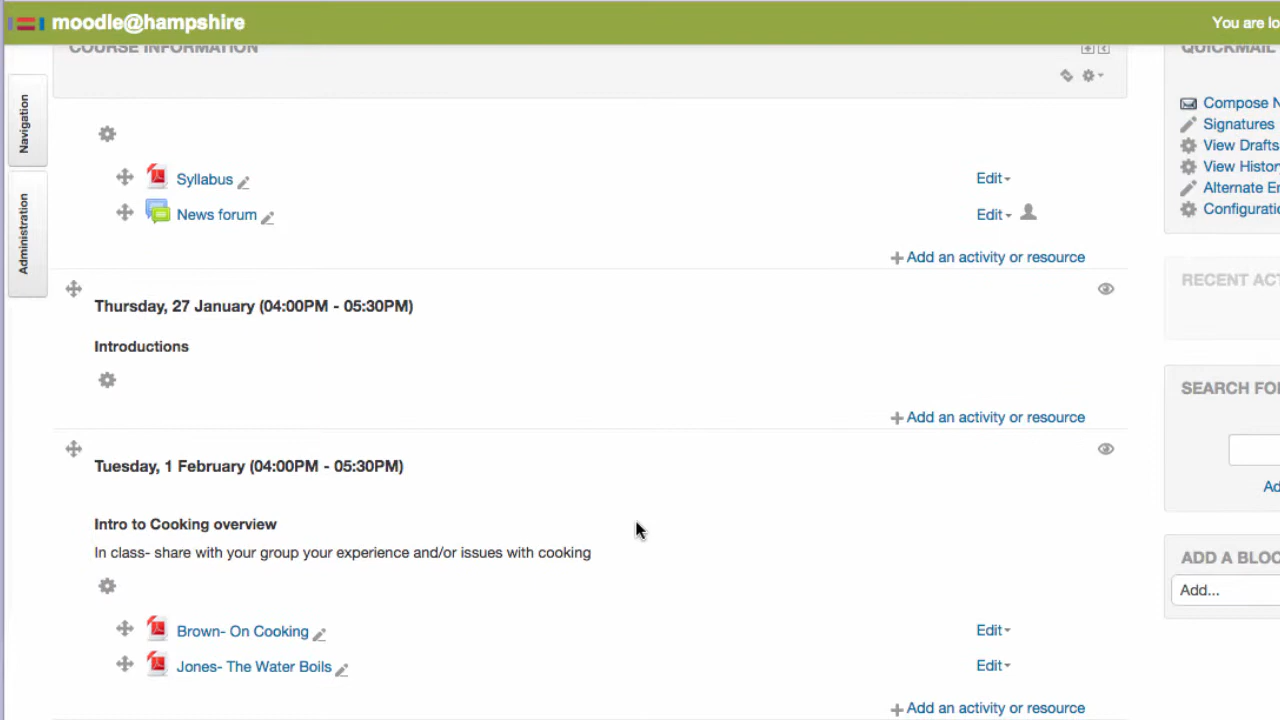 moodle@hampshire
You are lo
COURSE INFORMATION
Navigation
Administration
Syllabus
Edit
News forum
Edit
Add an activity or resource
Thursday, 27 January (04:00PM - 05:30PM)
Introductions
Add an activity or resource
Tuesday, 1 February (04:00PM - 05:30PM)
Intro to Cooking overview
In class- share with your group your experience and/or issues with cooking
Brown- On Cooking
Edit
Jones- The Water Boils
Edit
Add an activity or resource
QUICKMAIL
Compose N
Signatures
View Drafts
View History
Alternate Em
Configuratio
RECENT ACT
SEARCH FO
Ad
ADD A BLOC
Add...